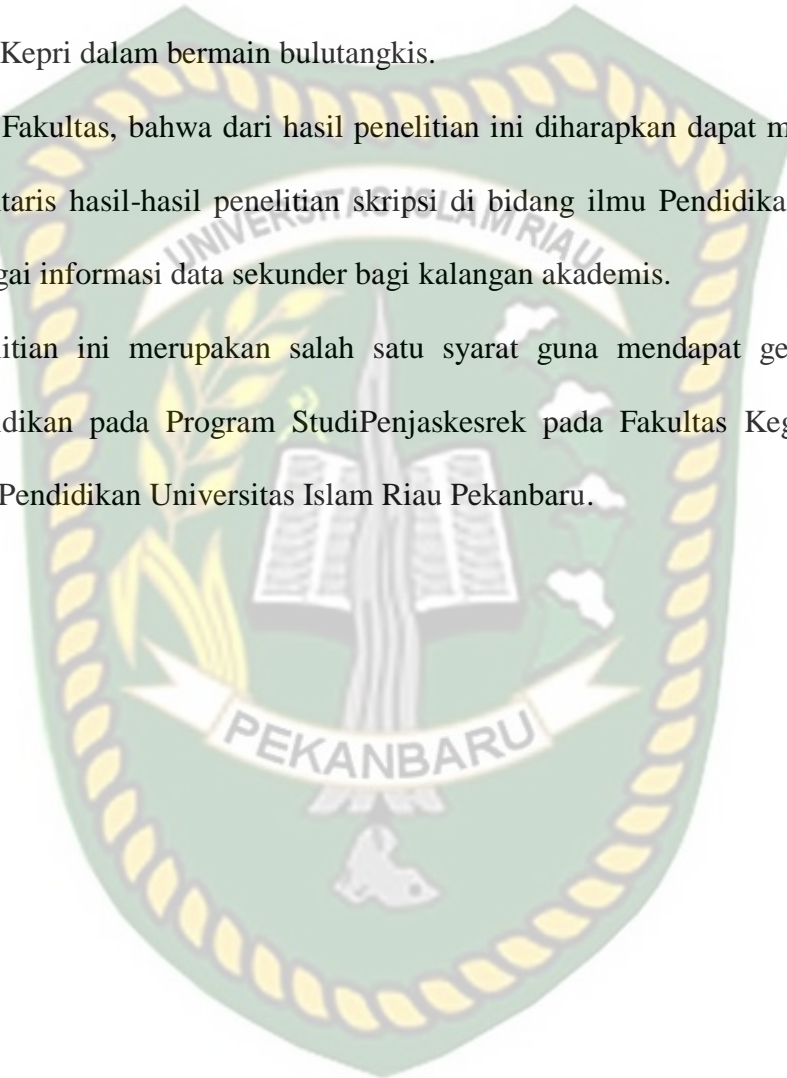 Kepri dalam bermain bulutangkis.
Fakultas, bahwa dari hasil penelitian ini diharapkan dapat m
taris hasil-hasil penelitian skripsi di bidang ilmu Pendidika
gai informasi data sekunder bagi kalangan akademis.
litian ini merupakan salah satu syarat guna mendapat ge
idikan pada Program StudiPenjaskesrek pada Fakultas Keg
Pendidikan Universitas Islam Riau Pekanbaru.
UNIVERSITAS ISLAM RIAU
PEKANBARU